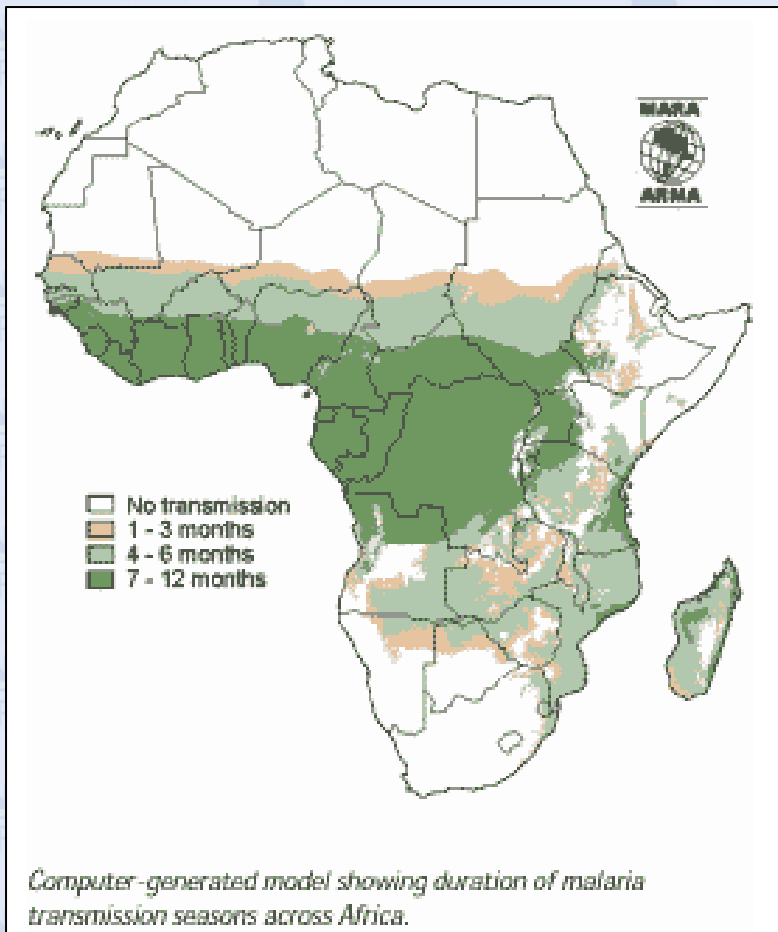 MARA
ARMA
No transmission
1 - 3 months
4 - 6 months
7 - 12 months
Computer-generated model showing duration of malaria
transmission seasons across Africa.